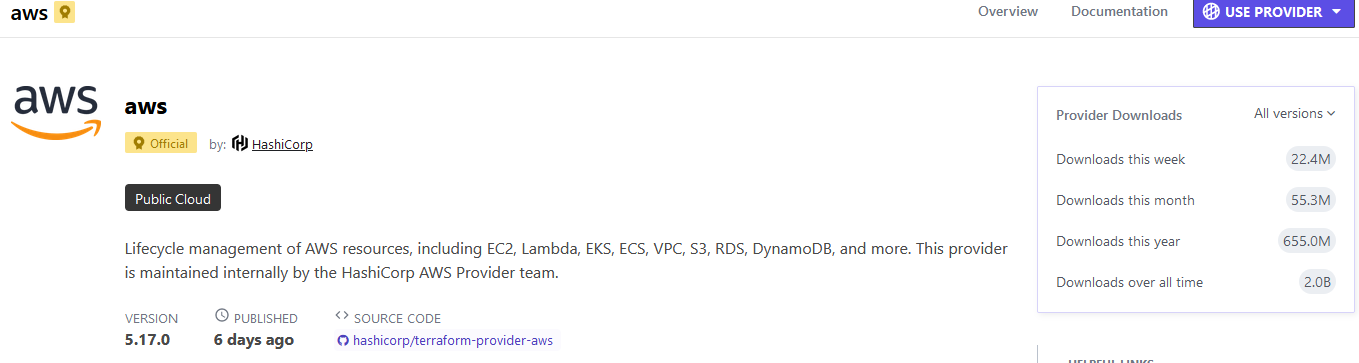 aws
Overview
Documentation
USE PROVIDER
aws
aws
Official
by: HashiCorp
Public Cloud
Lifecycle management of AWS resources, including EC2, Lambda, EKS, ECS, VPC, S3, RDS, DynamoDB, and more. This provider
is maintained internally by the HashiCorp AWS Provider team.
VERSION
5.17.0
PUBLISHED
6 days ago
SOURCE CODE
hashicorp/terraform-provider-aws
Provider Downloads
All versions
Downloads this week 22.4M
Downloads this month 55.3M
Downloads this year 655.0M
Downloads over all time 2.0B
HELPFUL LINKS